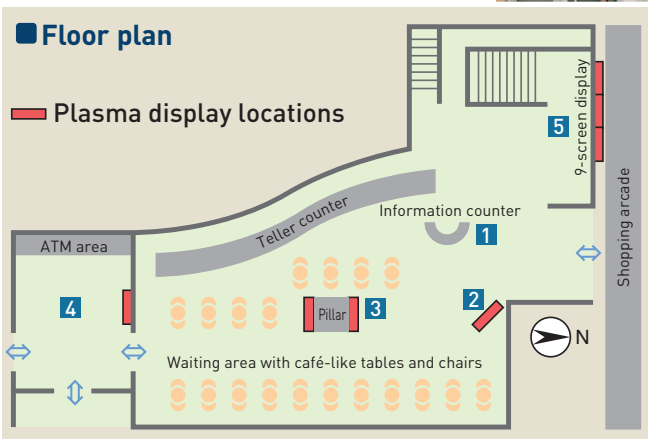 Floor plan
Plasma display locations
9-screen display
5
Shopping arcade
Information counter
1
Teller counter
ATM area
4
2
Pillar
3
N
Waiting area with café-like tables and chairs